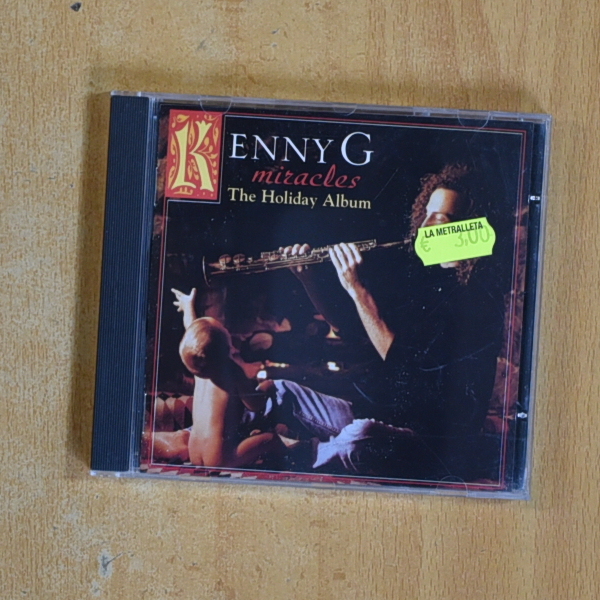 KENNY G
miracles
The Holiday Album
LA METRALLETA
€ 3,00